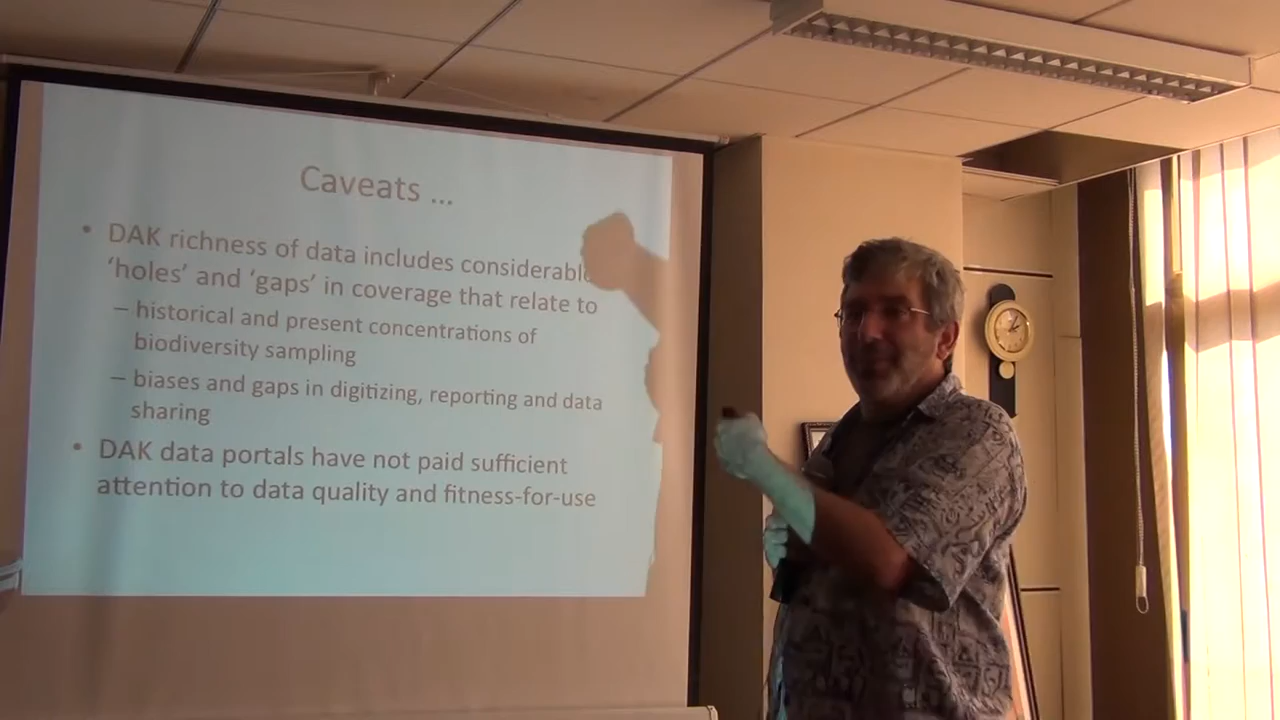 Caveats ...
• DAK richness of data includes considerable
'holes' and 'gaps' in coverage that relate to
– historical and present concentrations of
biodiversity sampling
– biases and gaps in digitizing, reporting and data
sharing
• DAK data portals have not paid sufficient
attention to data quality and fitness-for-use